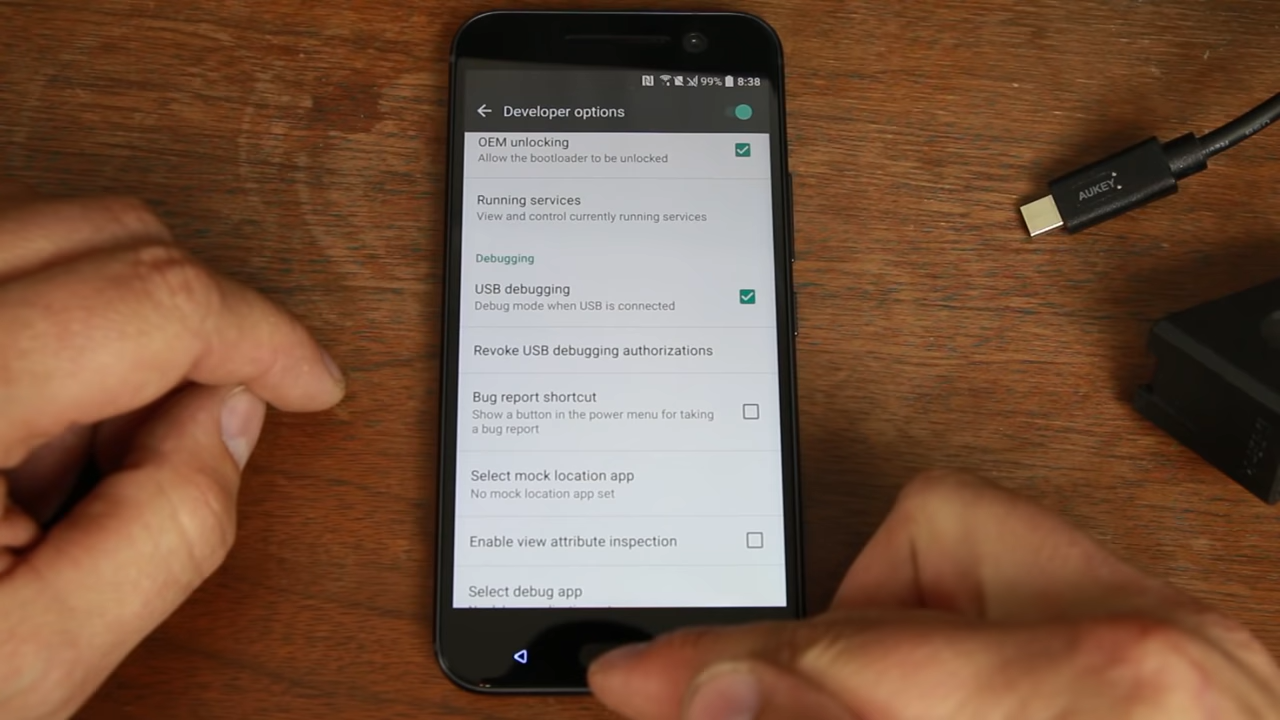 99% 8:38
Developer options
OEM unlocking
Allow the bootloader to be unlocked
Running services
View and control currently running services
Debugging
USB debugging
Debug mode when USB is connected
Revoke USB debugging authorizations
Bug report shortcut
Show a button in the power menu for taking
a bug report
Select mock location app
No mock location app set
Enable view attribute inspection
Select debug app
AUKEY